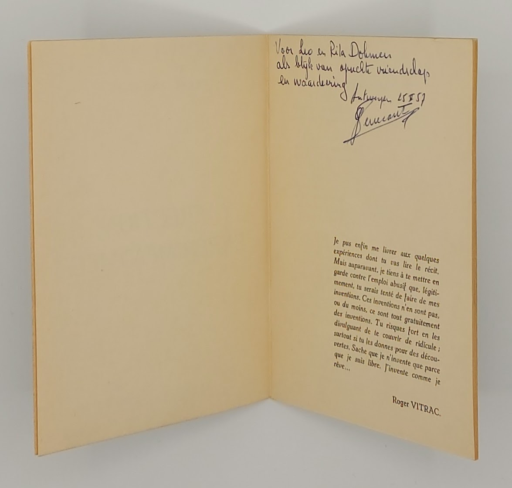 Voor Leo en Rita Dohmen
als blijk van oprechte vriendschap
en waardering
Antwerpen 25 X 57
Je pus enfin me livrer aux quelques
expériences dont tu vas lire le récit.
Mais auparavant, je tiens à te mettre en
garde contre l'emploi abusif que, légiti-
mement, tu serais tenté de faire de mes
inventions. Ces inventions n'en sont pas,
ou du moins, ce sont tout gratuitement
des inventions. Tu risques fort en les
divulguant de te couvrir de ridicule ;
surtout si tu les donnes pour des décou-
vertes. Sache que je n'invente que parce
que je suis libre. J'invente comme je
rêve...
Roger VITRAC.